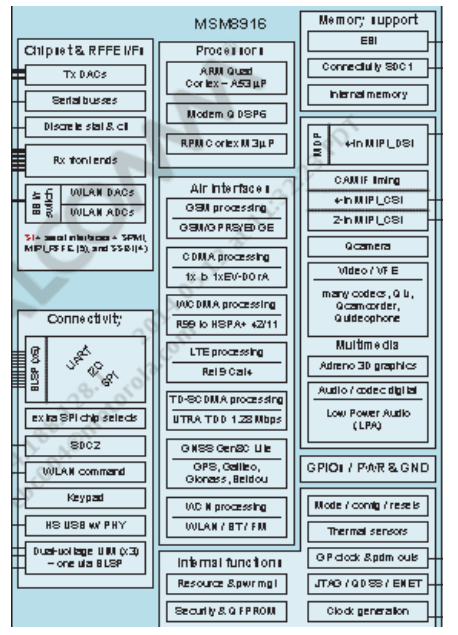 MSM8916
Chipset & RFFE I/Fs
Tx DACs
Serial busses
Discrete stat & ctl
Rx front ends
BB I/F
switch
WLAN DACs
WLAN ADCs
Connectivity
BLSP (x6)
UART
I2C
SPI
extra SPI chip selects
SDC2
WLAN command
Keypad
HS USB w/ PHY
Dual-voltage UIM (x3)
– one via BLSP
Processors
ARM Quad
Cortex – A53 µP
Modem QDSP6
RPM Cortex M3 µP
Air Interfaces
GSM processing
GSM/GPRS/EDGE
CDMA processing
1x to 1xEV-DOrA
WCDMA processing
R99 to HSPA+ 42/11
LTE processing
Rel 9 Cat4
TD-SCDMA processing
UTRA TDD 1.28 Mbps
GNSS Gen8C Lite
GPS, Galileo,
Glonass, Beidou
WCN processing
WLAN / BT / FM
Internal functions
Resource & pwr mgt
Security & QFPROM
Memory support
EBI
Connectivity SDC1
Internal memory
MDP
4-ln MIPI_DSI
CAMIF timing
4-ln MIPI_CSI
2-ln MIPI_CSI
Qcamera
Video / VFE
many codecs, Qtv,
Qcamcorder,
Qvideophone
Multimedia
Adreno 3D graphics
Audio / codec digital
Low Power Audio
(LPA)
GPIOs / PWR & GND
Mode / config / resets
Thermal sensors
GP clock & pdm outs
JTAG / QDSS / ENET
Clock generation